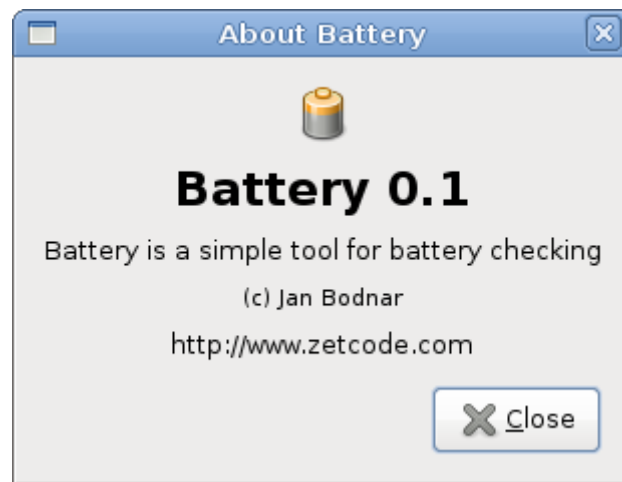 About Battery
Battery 0.1
Battery is a simple tool for battery checking
(c) Jan Bodnar
http://www.zetcode.com
Close